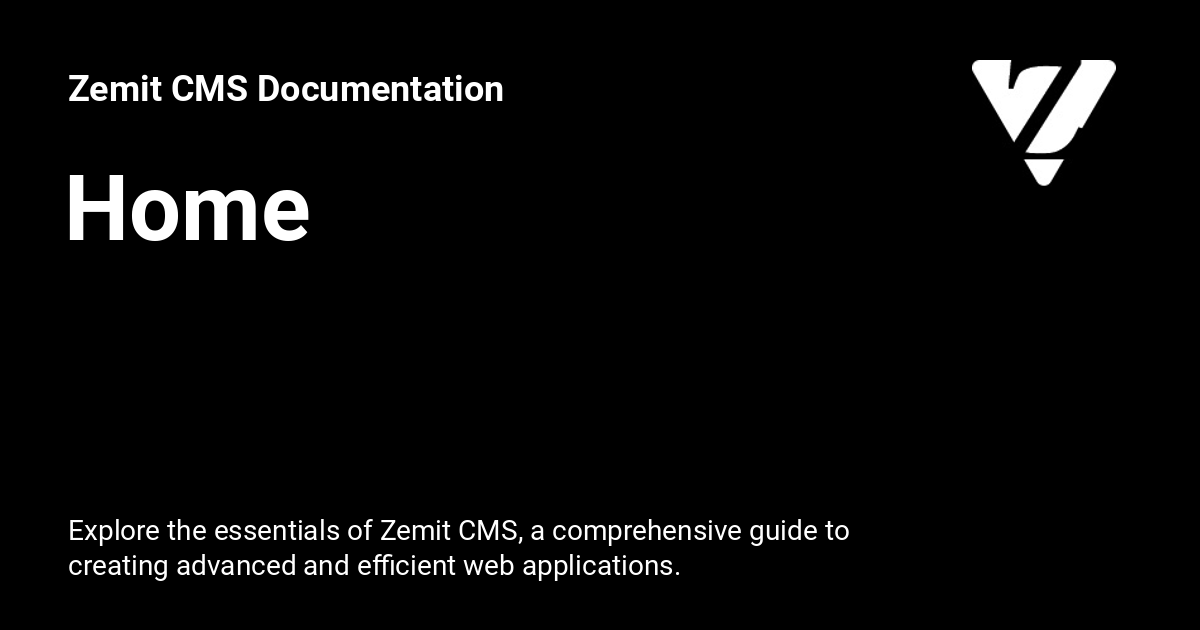 Zemit CMS Documentation
Home
Explore the essentials of Zemit CMS, a comprehensive guide to
creating advanced and efficient web applications.